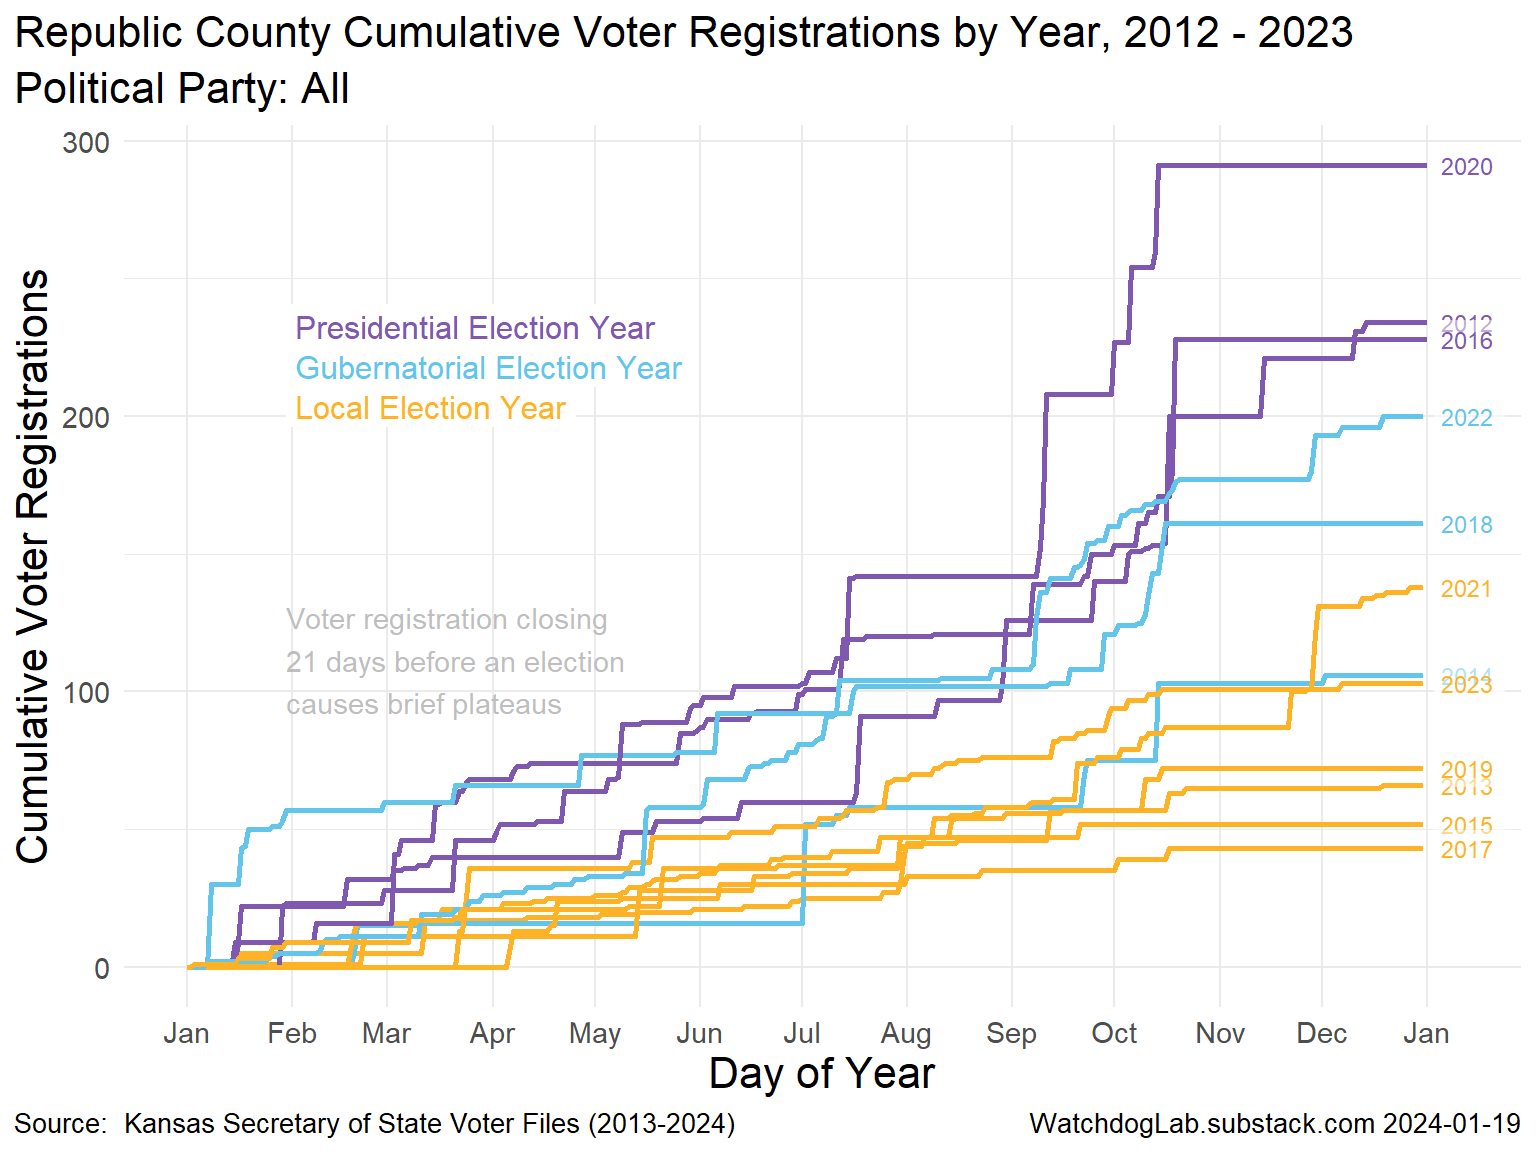 Republic County Cumulative Voter Registrations by Year, 2012 - 2023
Political Party: All
Cumulative Voter Registrations
300
200
100
0
Presidential Election Year
Gubernatorial Election Year
Local Election Year
Voter registration closing
21 days before an election
causes brief plateaus
2020
2012
2016
2022
2018
2021
2014
2023
2019
2013
2015
2017
Jan Feb Mar Apr May Jun Jul Aug Sep Oct Nov Dec Jan
Day of Year
Source:  Kansas Secretary of State Voter Files (2013-2024)
WatchdogLab.substack.com 2024-01-19